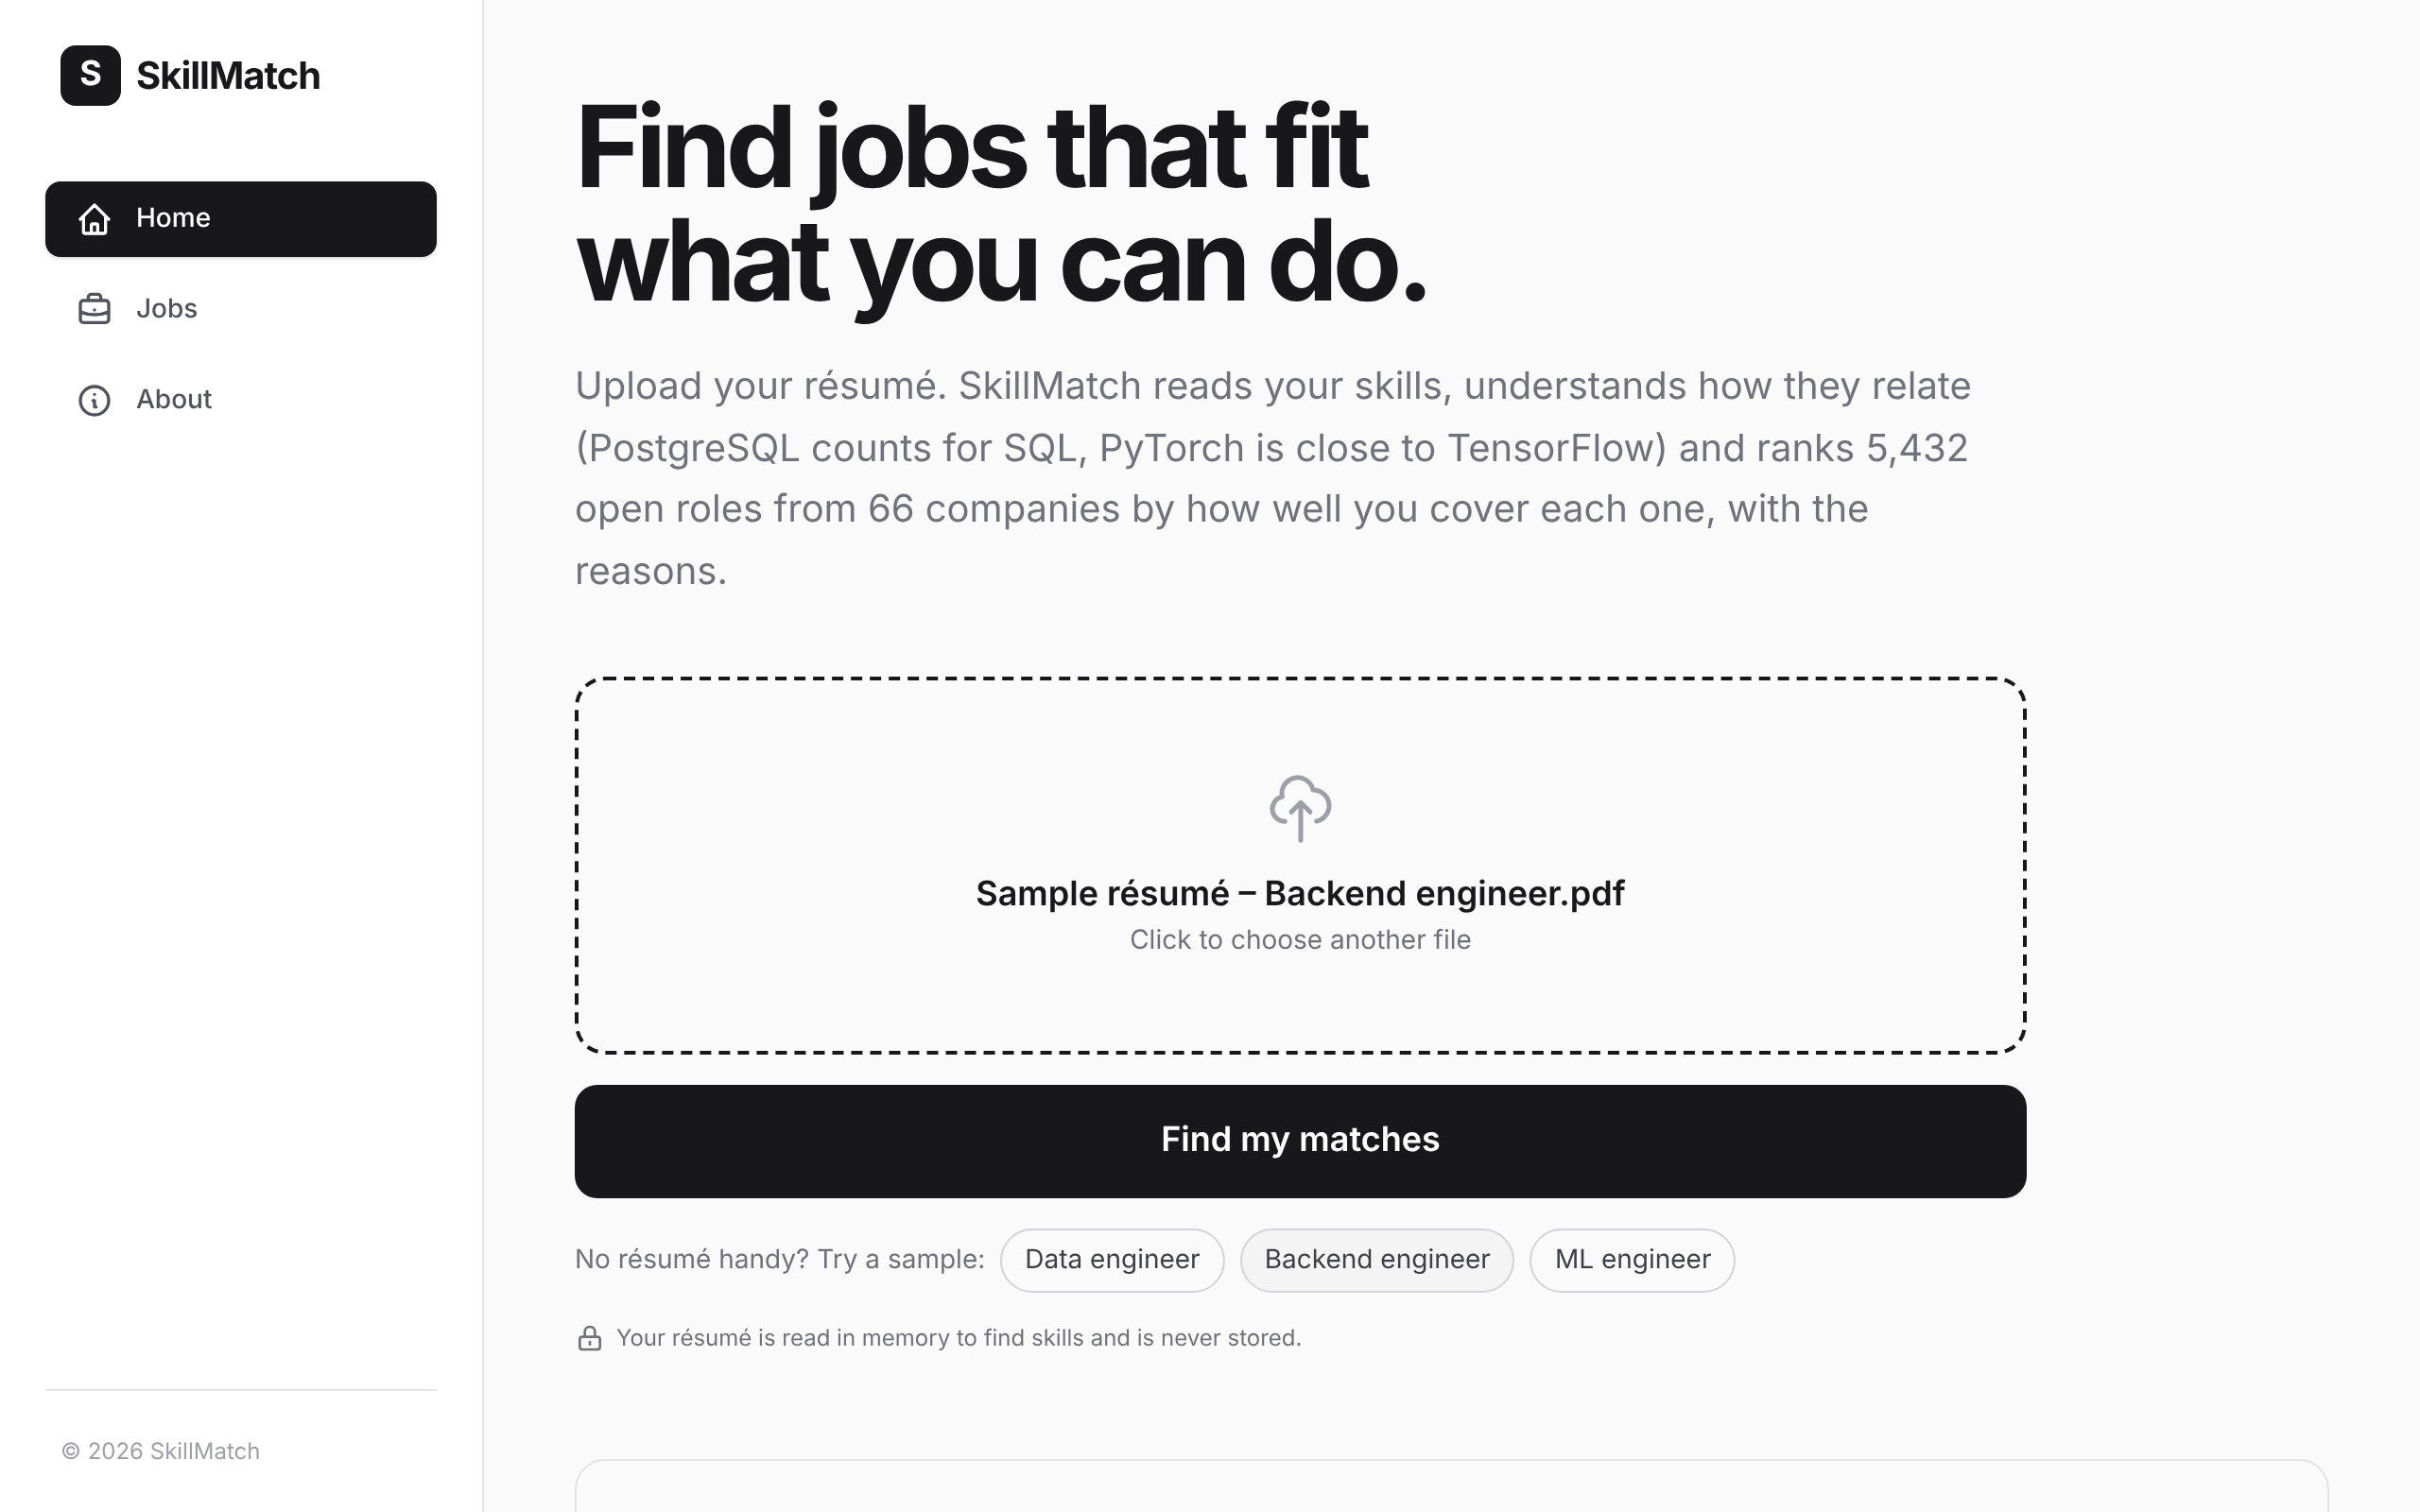 S SkillMatch
Home
Jobs
About
© 2026 SkillMatch
Find jobs that fit
what you can do.
Upload your résumé. SkillMatch reads your skills, understands how they relate
(PostgreSQL counts for SQL, PyTorch is close to TensorFlow) and ranks 5,432
open roles from 66 companies by how well you cover each one, with the
reasons.
Sample résumé – Backend engineer.pdf
Click to choose another file
Find my matches
No résumé handy? Try a sample: Data engineer Backend engineer ML engineer
Your résumé is read in memory to find skills and is never stored.